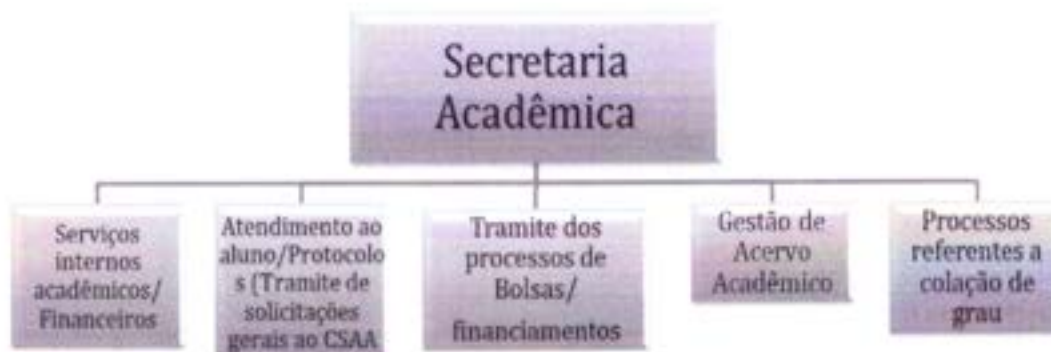 Secretaria
Acadêmica
Serviços
internos
acadêmicos/
Financeiros
Atendimento ao
aluno/Protocolo
s (Tramite de
solicitações
gerais ao CSAA
Tramite dos
processos de
Bolsas/
financiamentos
Gestão de
Acervo
Acadêmico
Processos
referentes a
colação de
grau